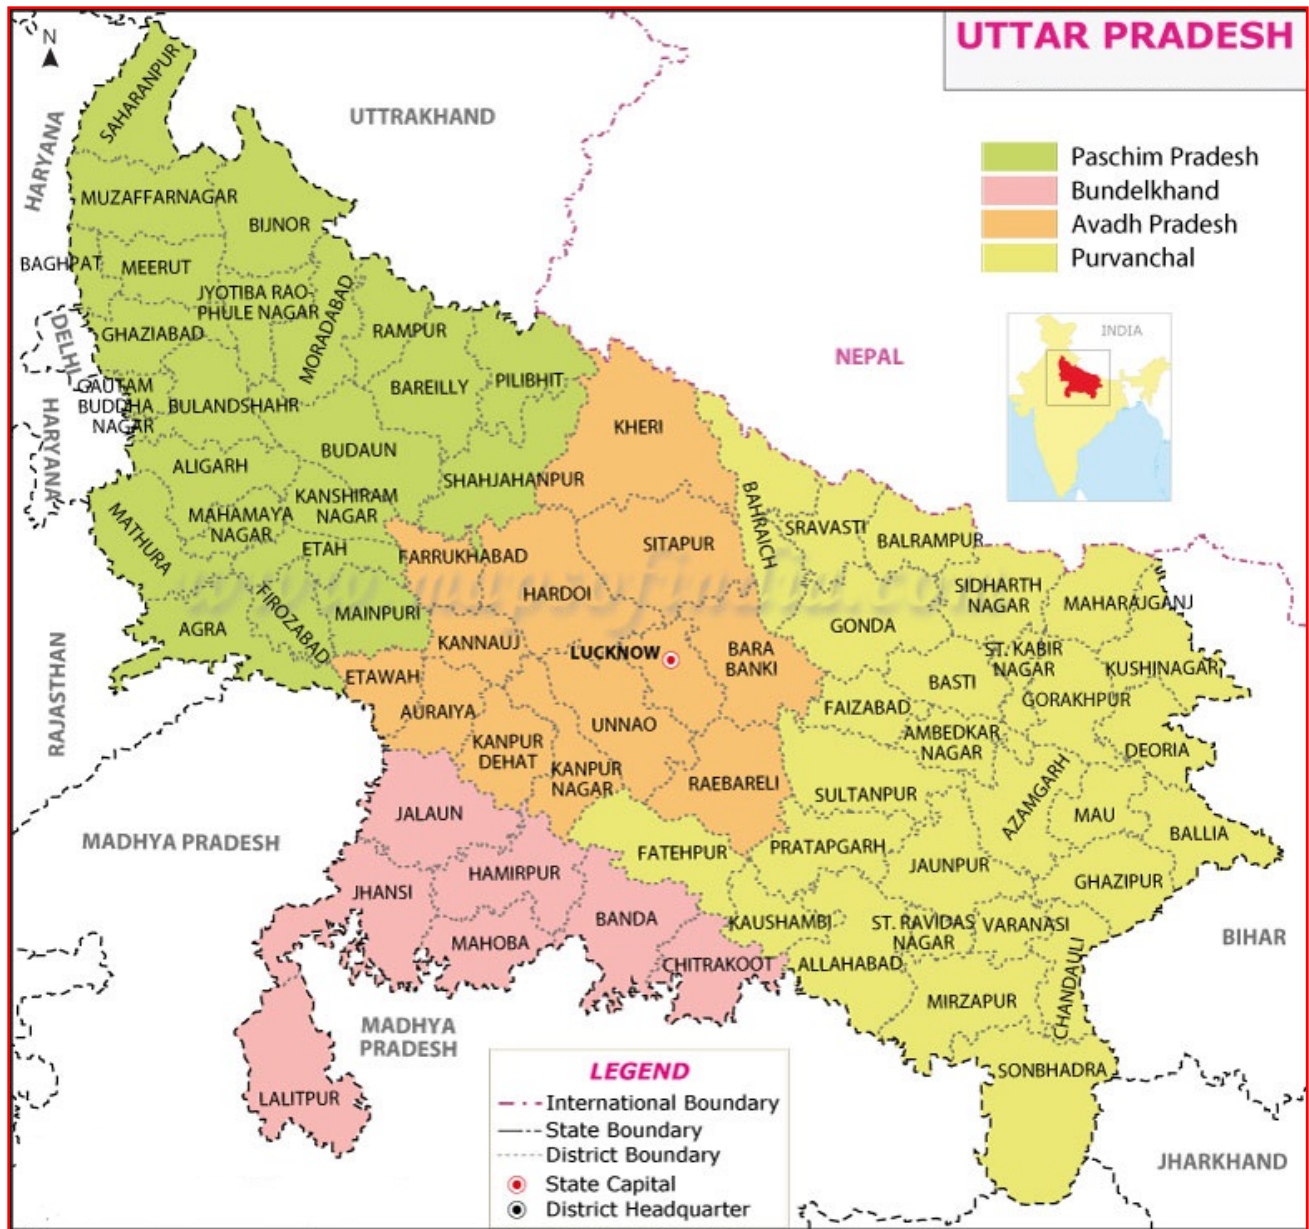 UTTAR PRADESH
N
Paschim Pradesh
Bundelkhand
Avadh Pradesh
Purvanchal
INDIA
UTTRAKHAND
HARYANA
DELHI
HARYANA
RAJASTHAN
MADHYA PRADESH
MADHYA
PRADESH
NEPAL
BIHAR
JHARKHAND
SAHARANPUR
MUZAFFARNAGAR
BIJNOR
BAGHPAT
MEERUT
JYOTIBA RAO-
PHULE NAGAR
MORADABAD
RAMPUR
GHAZIABAD
GAUTAM
BUDDHA
NAGAR
BULANDSHAHR
BAREILLY
PILIBHIT
BUDAUN
ALIGARH
SHAHJAHANPUR
KANSHIRAM
NAGAR
MAHAMAYA
NAGAR
MATHURA
ETAH
AGRA
FIROZABAD
MAINPURI
KHERI
SITAPUR
FARRUKHABAD
HARDOI
KANNAUJ
LUCKNOW
BARA
BANKI
ETAWAH
AURAIYA
UNNAO
KANPUR
DEHAT
KANPUR
NAGAR
RAEBARELI
BAHRAICH
SRAVASTI
BALRAMPUR
SIDHARTH
NAGAR
MAHARAJGANJ
GONDA
ST. KABIR
NAGAR
KUSHINAGAR
BASTI
GORAKHPUR
FAIZABAD
AMBEDKAR
NAGAR
DEORIA
SULTANPUR
AZAMGARH
MAU
BALLIA
FATEHPUR
PRATAPGARH
JAUNPUR
GHAZIPUR
KAUSHAMBI
ST. RAVIDAS
NAGAR
VARANASI
ALLAHABAD
MIRZAPUR
CHANDAULI
SONBHADRA
JALAUN
HAMIRPUR
JHANSI
BANDA
MAHOBA
CHITRAKOOT
LALITPUR
www.mapsofindia.com
LEGEND
International Boundary
State Boundary
District Boundary
State Capital
District Headquarter